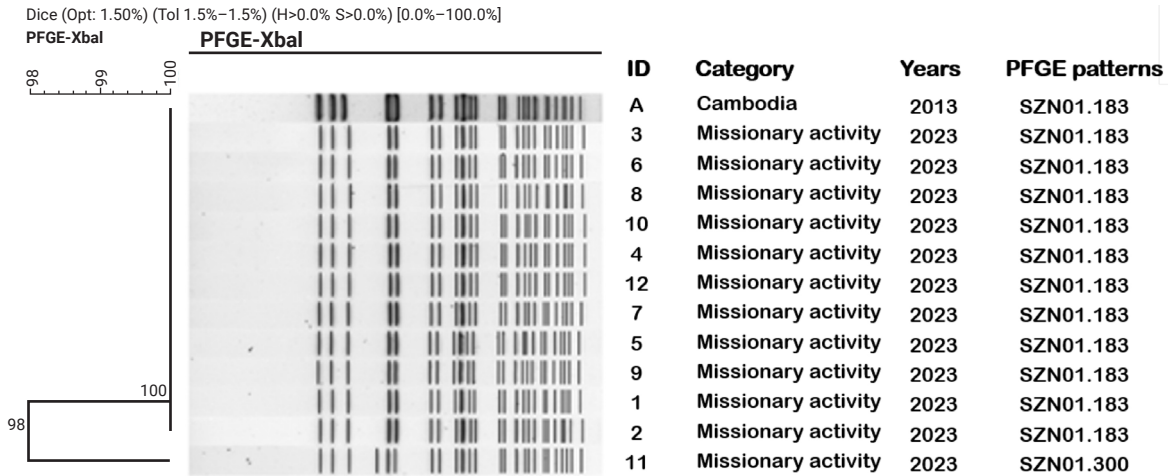 Dice (Opt: 1.50%) (Tol 1.5%–1.5%) (H>0.0% S>0.0%) [0.0%–100.0%]
PFGE-Xbal PFGE-Xbal
98 99 100
ID Category Years PFGE patterns
A Cambodia 2013 SZN01.183
3 Missionary activity 2023 SZN01.183
6 Missionary activity 2023 SZN01.183
8 Missionary activity 2023 SZN01.183
10 Missionary activity 2023 SZN01.183
4 Missionary activity 2023 SZN01.183
12 Missionary activity 2023 SZN01.183
7 Missionary activity 2023 SZN01.183
5 Missionary activity 2023 SZN01.183
9 Missionary activity 2023 SZN01.183
100 1 Missionary activity 2023 SZN01.183
98 2 Missionary activity 2023 SZN01.183
11 Missionary activity 2023 SZN01.300